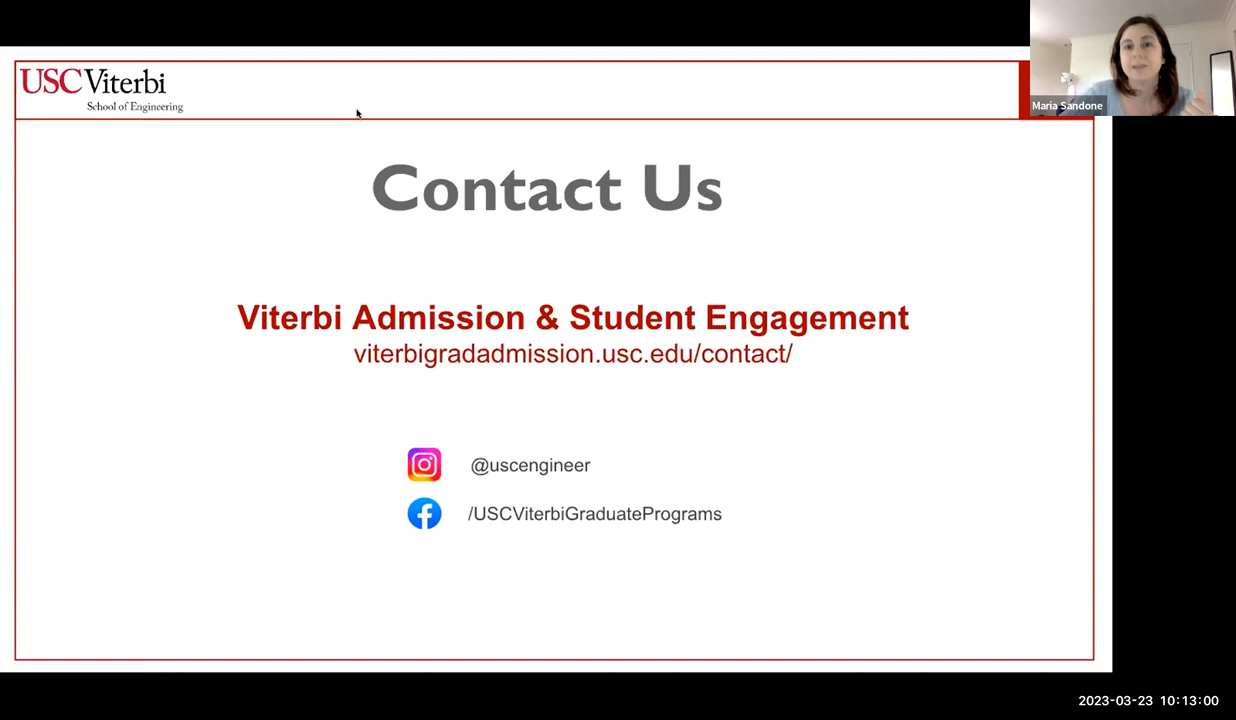 USC Viterbi
School of Engineering
Maria Sandone
Contact Us
Viterbi Admission & Student Engagement
viterbigradadmission.usc.edu/contact/
@uscengineer
/USCViterbiGraduatePrograms
2023-03-23 10:13:00